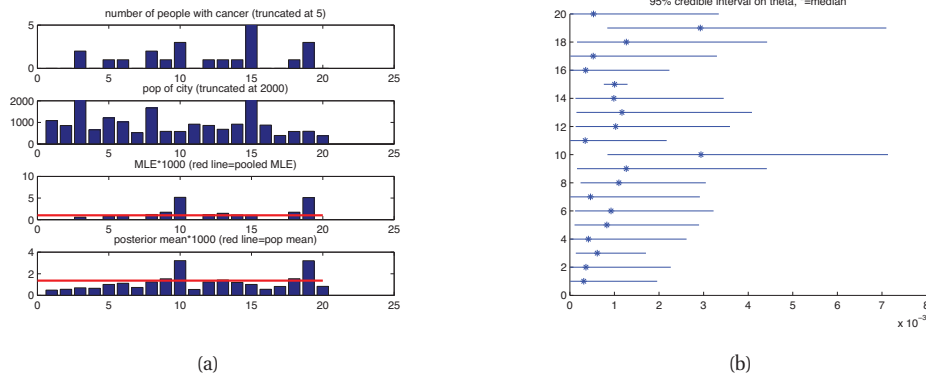 number of people with cancer (truncated at 5)
5
0
0 5 10 15 20 25
pop of city (truncated at 2000)
2000
1000
0
0 5 10 15 20 25
MLE*1000 (red line=pooled MLE)
10
5
0
0 5 10 15 20 25
posterior mean*1000 (red line=pop mean)
4
2
0
0 5 10 15 20 25
(a)
95% credible interval on theta, *=median
20
18
16
14
12
10
8
6
4
2
0
0 1 2 3 4 5 6 7 8
x 10⁻³
(b)